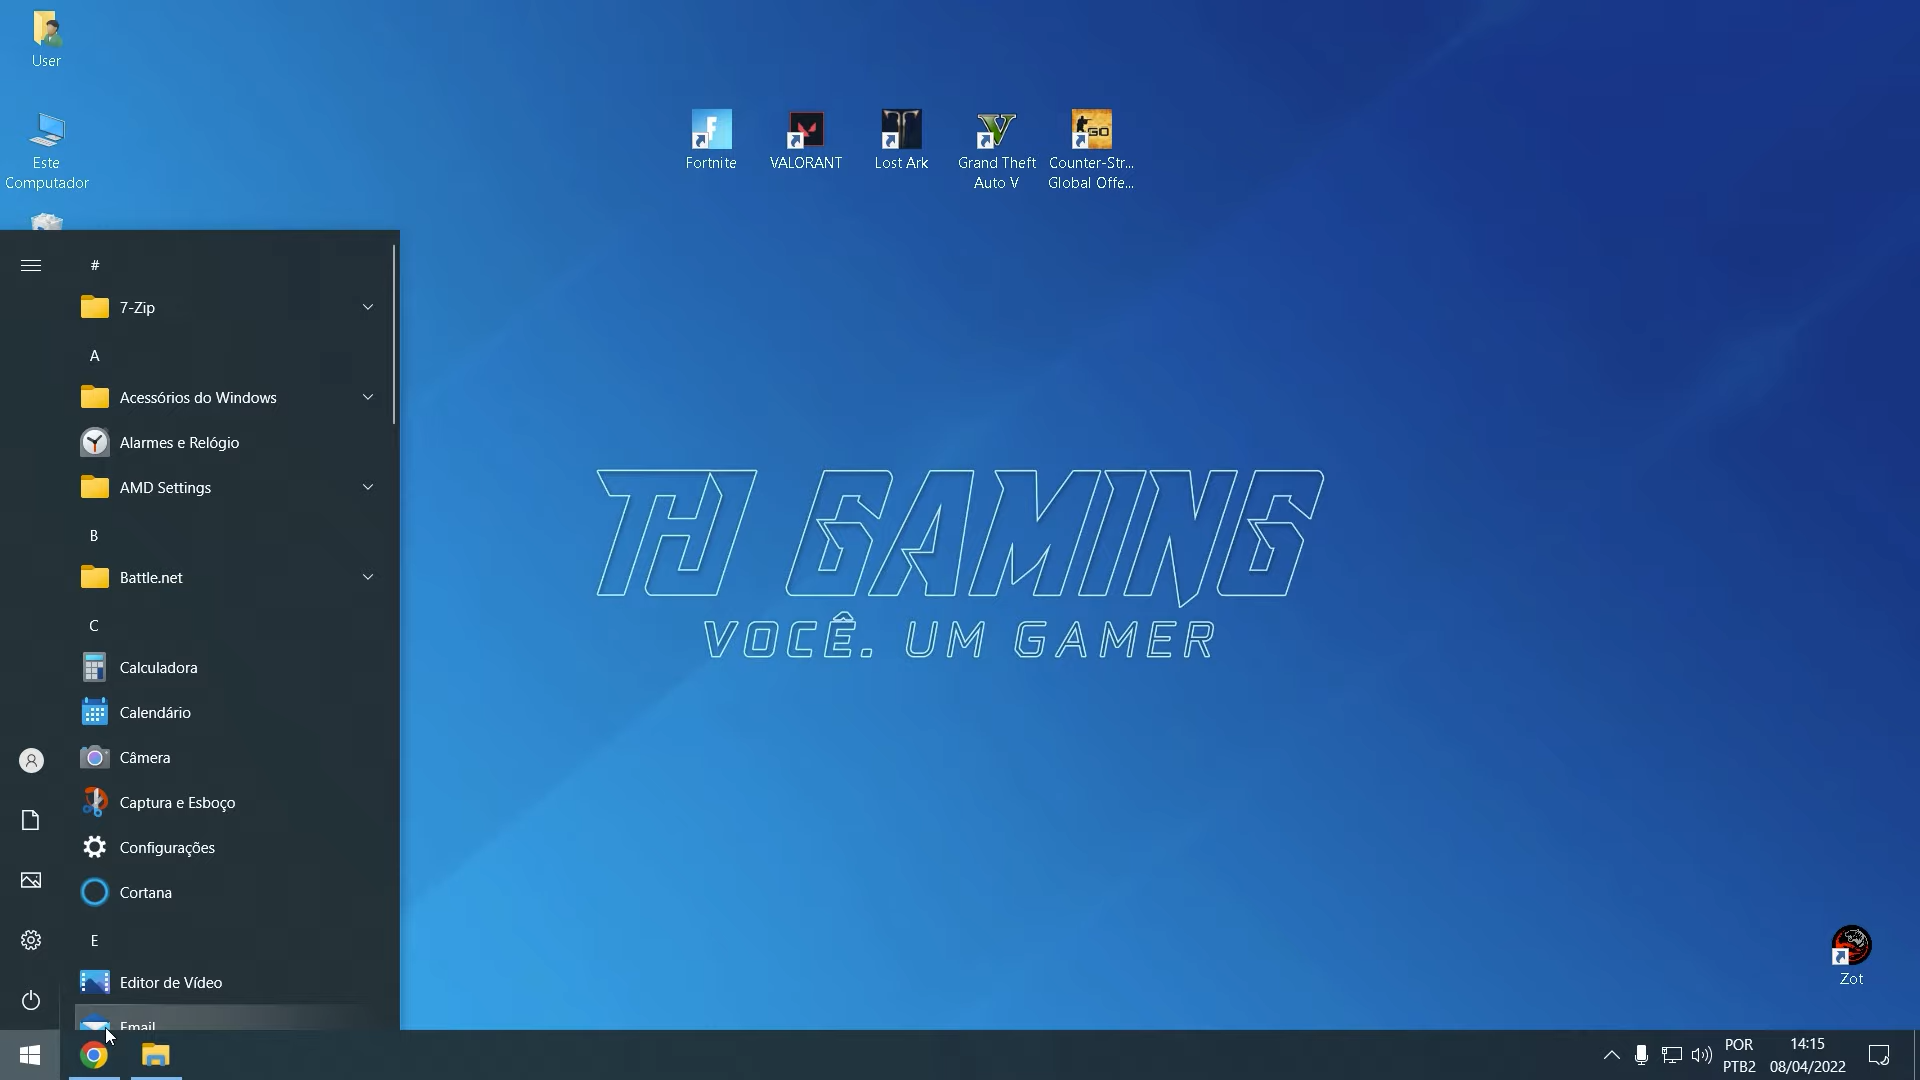 User
Este
Computador
Fortnite
VALORANT
Lost Ark
Grand Theft
Auto V
Counter-Str...
Global Offe...
#
7-Zip
A
Acessórios do Windows
Alarmes e Relógio
AMD Settings
B
Battle.net
C
Calculadora
Calendário
Câmera
Captura e Esboço
Configurações
Cortana
E
Editor de Vídeo
Email
TJ GAMING
VOCÊ. UM GAMER
Zot
POR
PTB2
14:15
08/04/2022